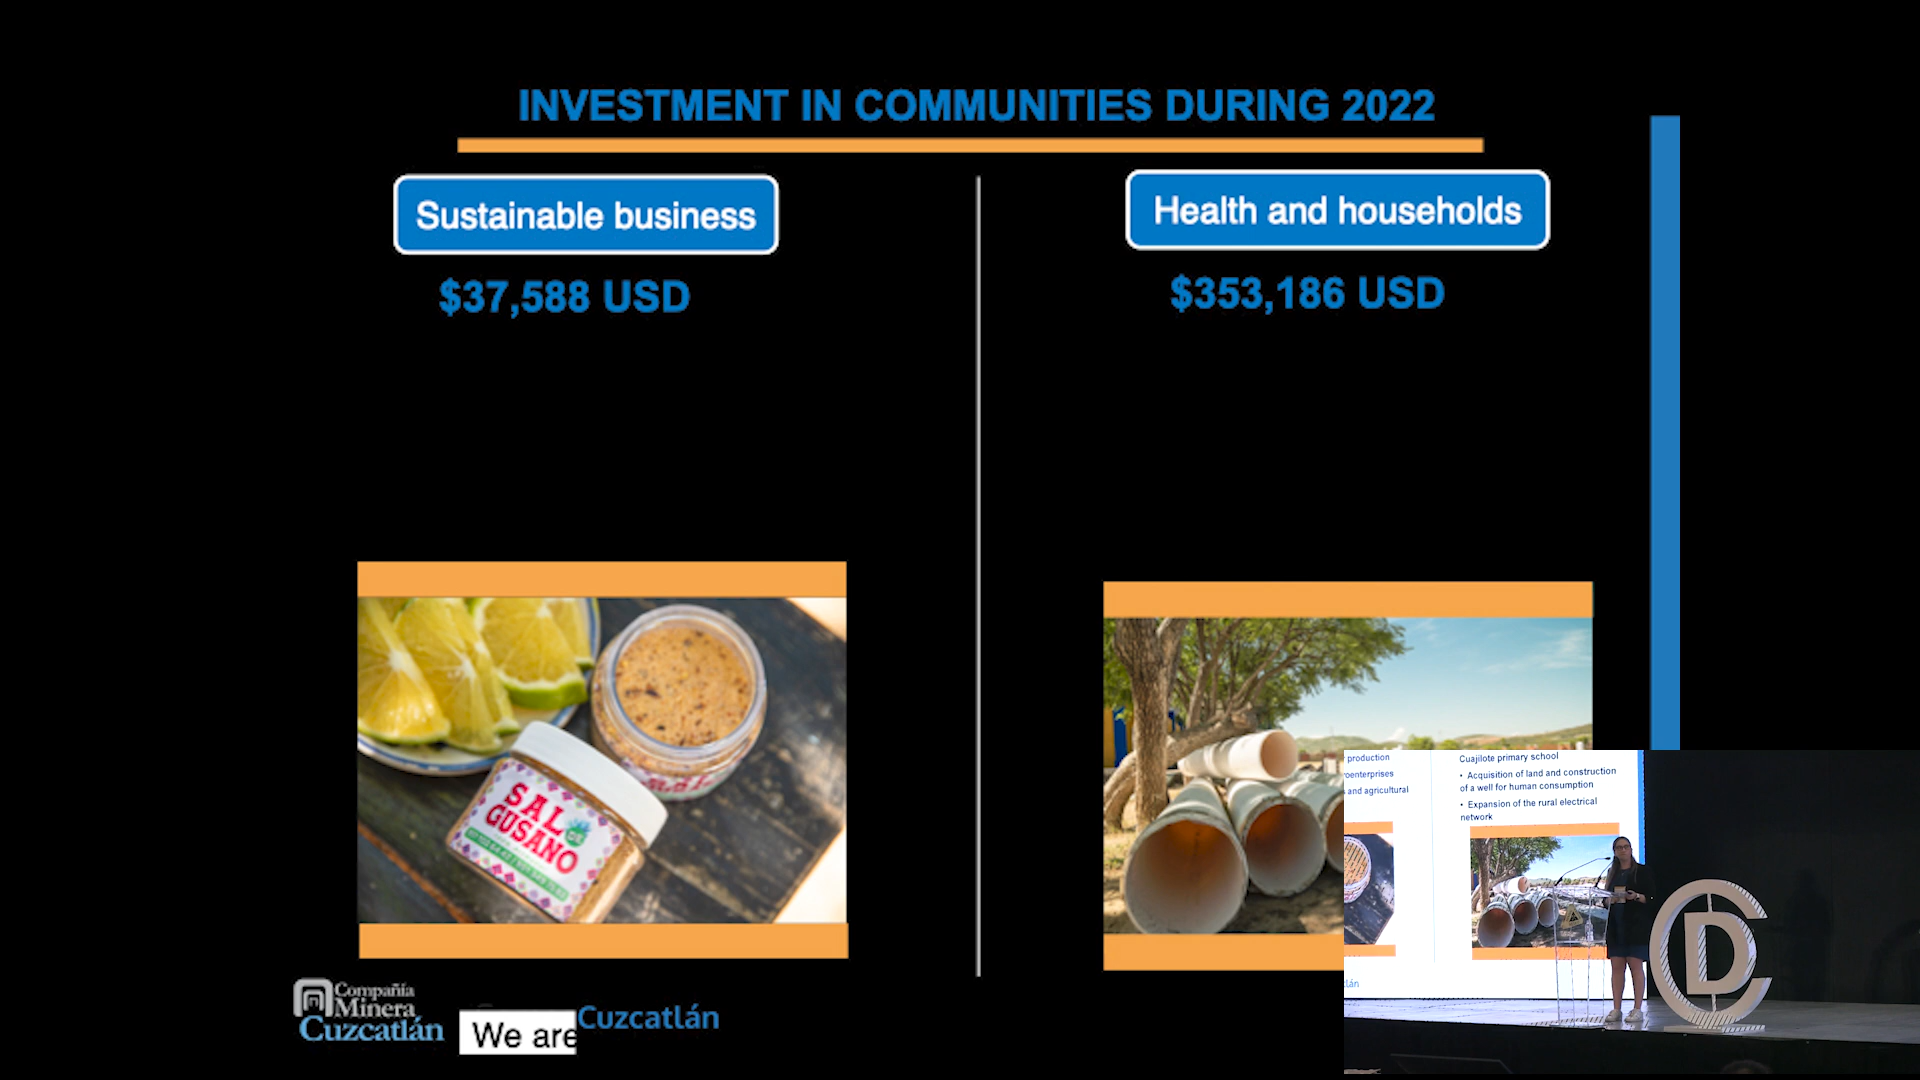 INVESTMENT IN COMMUNITIES DURING 2022
Sustainable business
$37,588 USD
Health and households
$353,186 USD
SAL
DE
GUSANO
Compañía
Minera
Cuzcatlán
We are
Cuzcatlán
production
and agricultural
Cuajilote primary school
• Acquisition of land and construction
of a well for human consumption
• Expansion of the rural electrical
network
DC